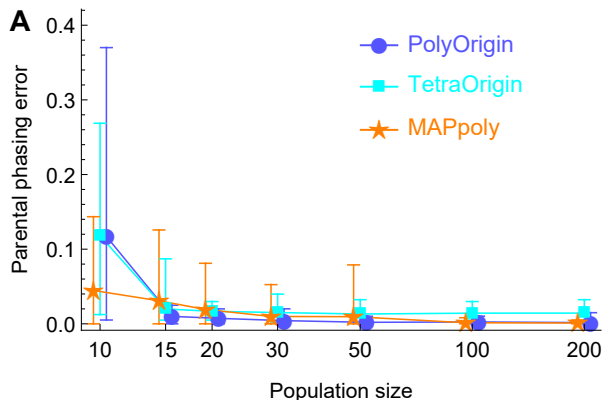 A
Parental phasing error
0.4
0.3
0.2
0.1
0.0
PolyOrigin
TetraOrigin
MAPpoly
10 15 20 30 50 100 200
Population size